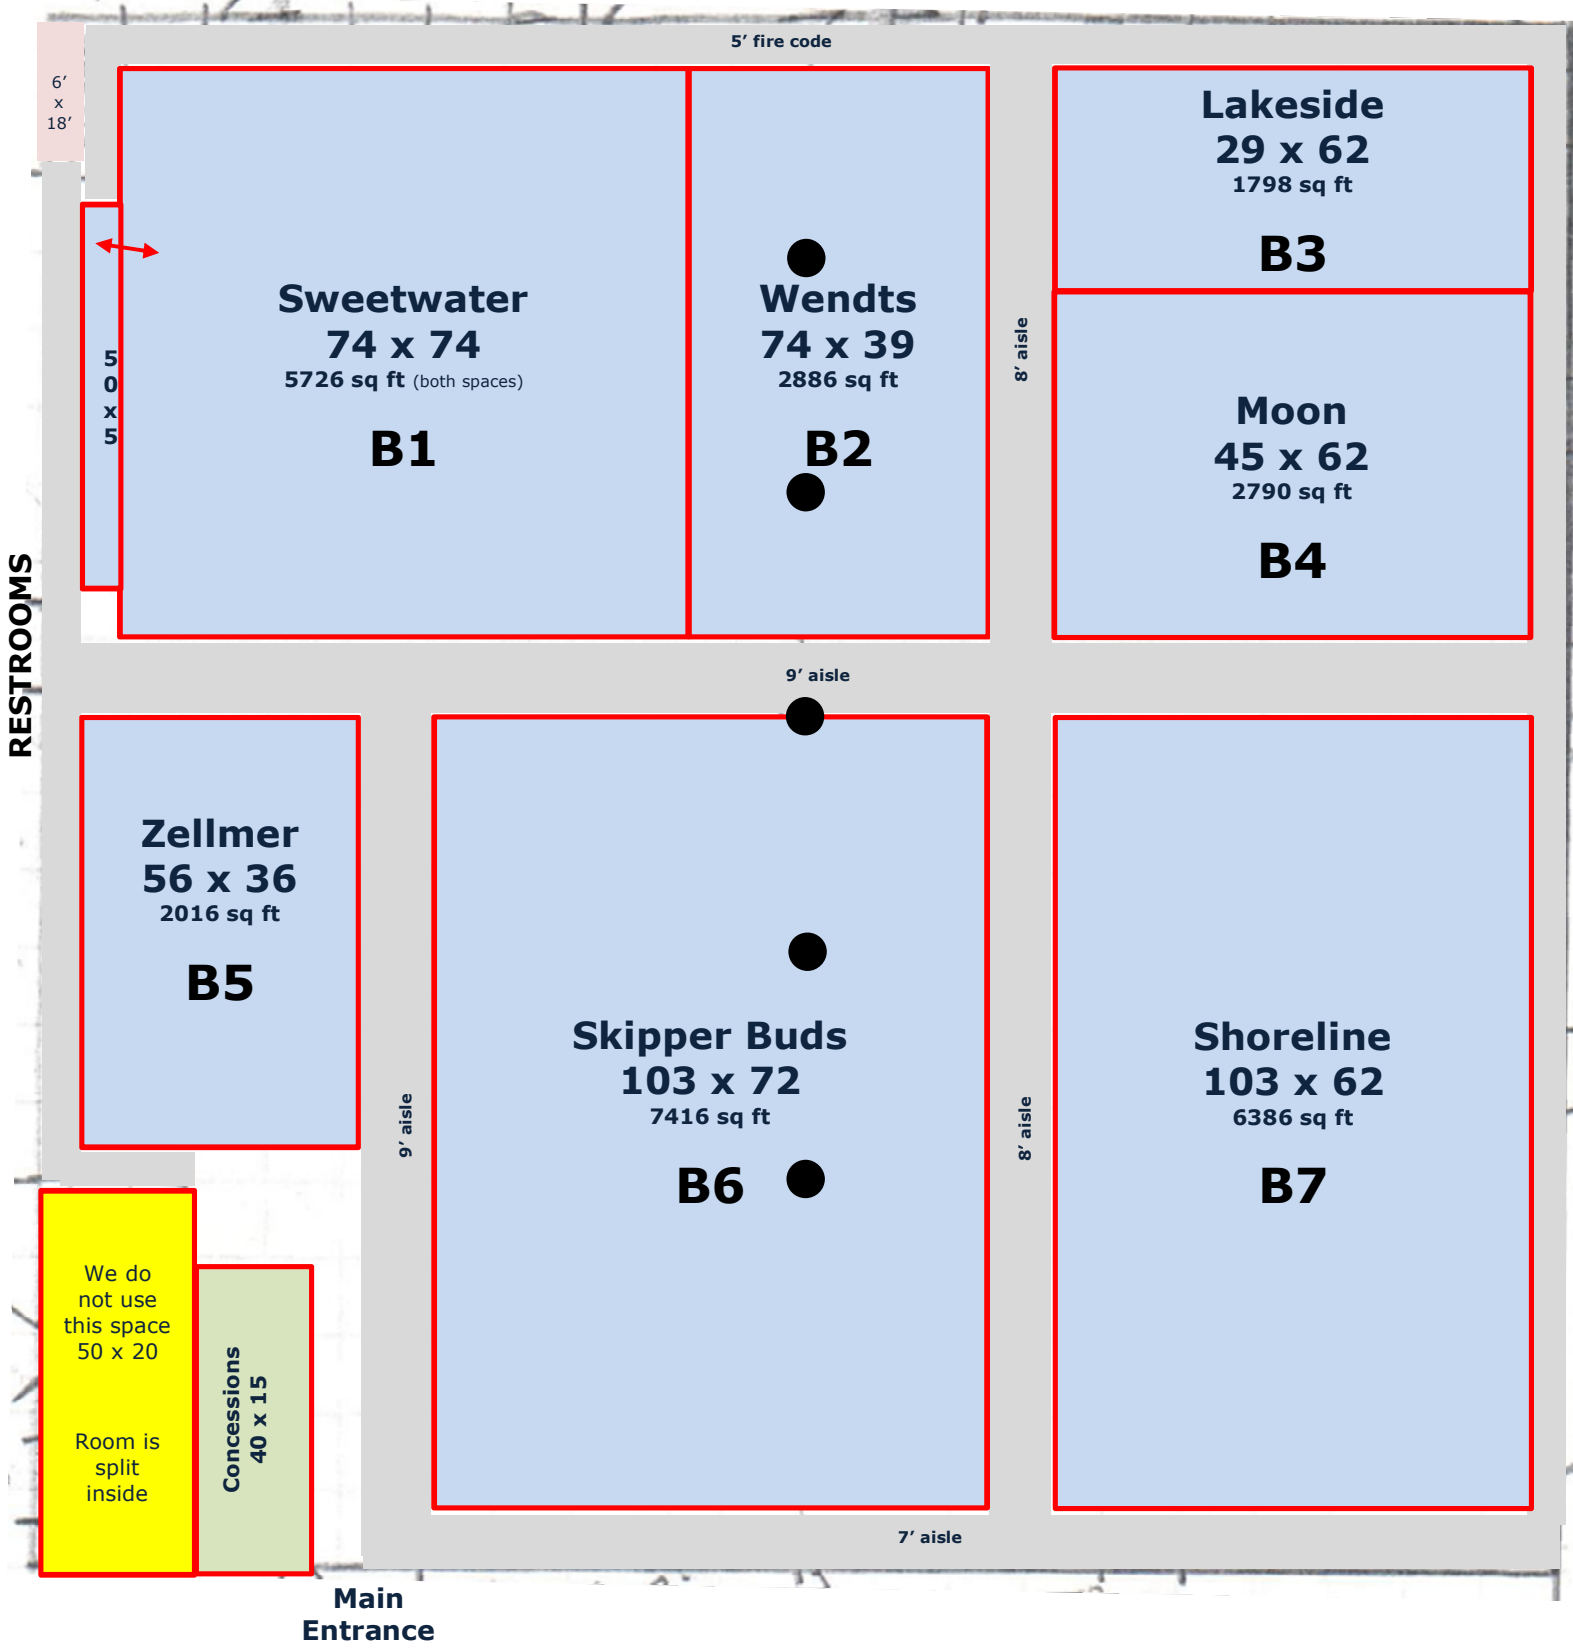 5’ fire code
6’
x
18’
Lakeside
29 x 62
1798 sq ft
B3
Sweetwater
74 x 74
5726 sq ft (both spaces)
B1
Wendts
74 x 39
2886 sq ft
B2
8’ aisle
50x5
Moon
45 x 62
2790 sq ft
B4
RESTROOMS
9’ aisle
Zellmer
56 x 36
2016 sq ft
B5
9’ aisle
Skipper Buds
103 x 72
7416 sq ft
B6
8’ aisle
Shoreline
103 x 62
6386 sq ft
B7
We do
not use
this space
50 x 20
Room is
split
inside
Concessions
40 x 15
7’ aisle
Main
Entrance